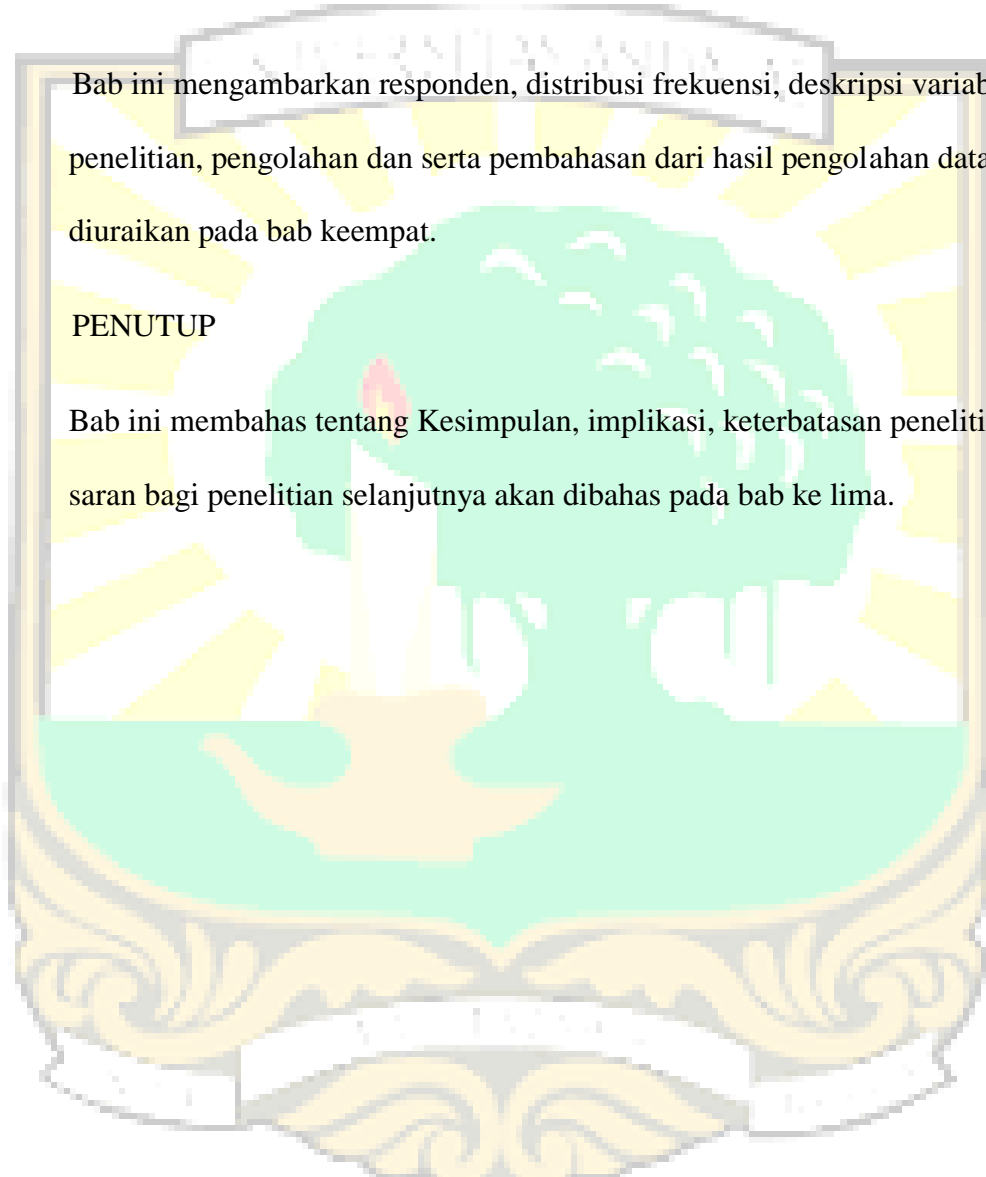 Bab ini mengambarkan responden, distribusi frekuensi, deskripsi variab
penelitian, pengolahan dan serta pembahasan dari hasil pengolahan data
diuraikan pada bab keempat.
PENUTUP
Bab ini membahas tentang Kesimpulan, implikasi, keterbatasan peneliti
saran bagi penelitian selanjutnya akan dibahas pada bab ke lima.